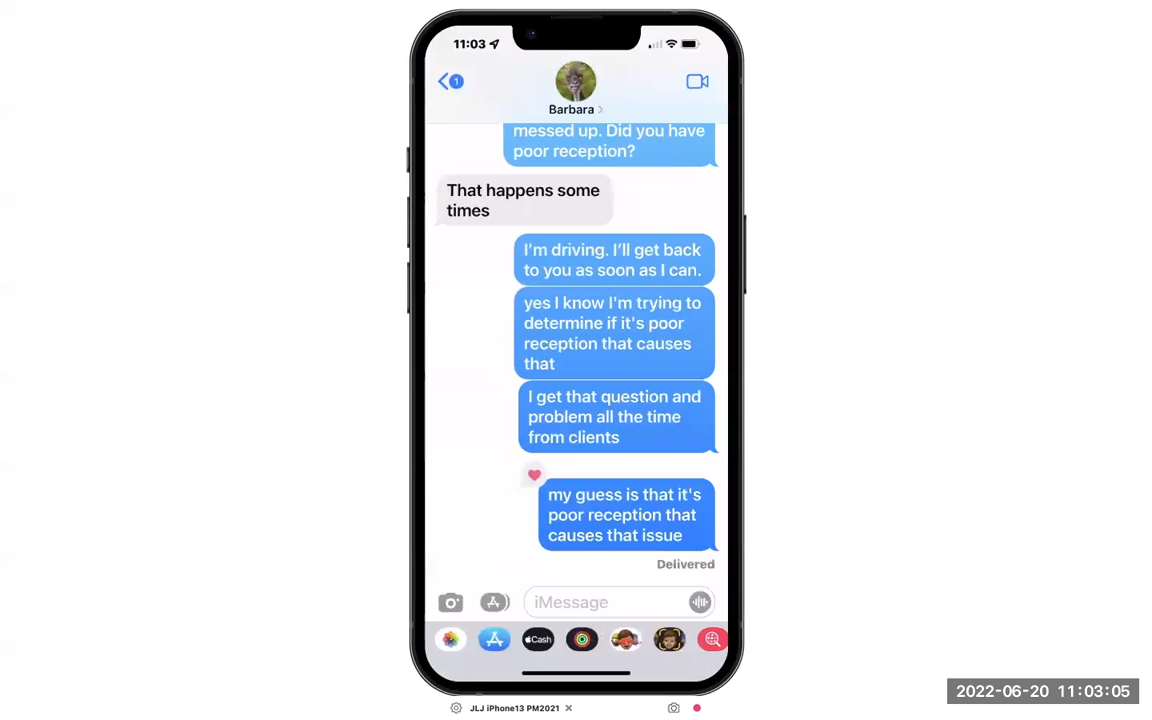 11:03
1
Barbara
messed up. Did you have
poor reception?
That happens some
times
I'm driving. I'll get back
to you as soon as I can.
yes I know I'm trying to
determine if it's poor
reception that causes
that
I get that question and
problem all the time
from clients
my guess is that it's
poor reception that
causes that issue
Delivered
iMessage
Cash
JLJ iPhone13 PM2021
2022-06-20 11:03:05